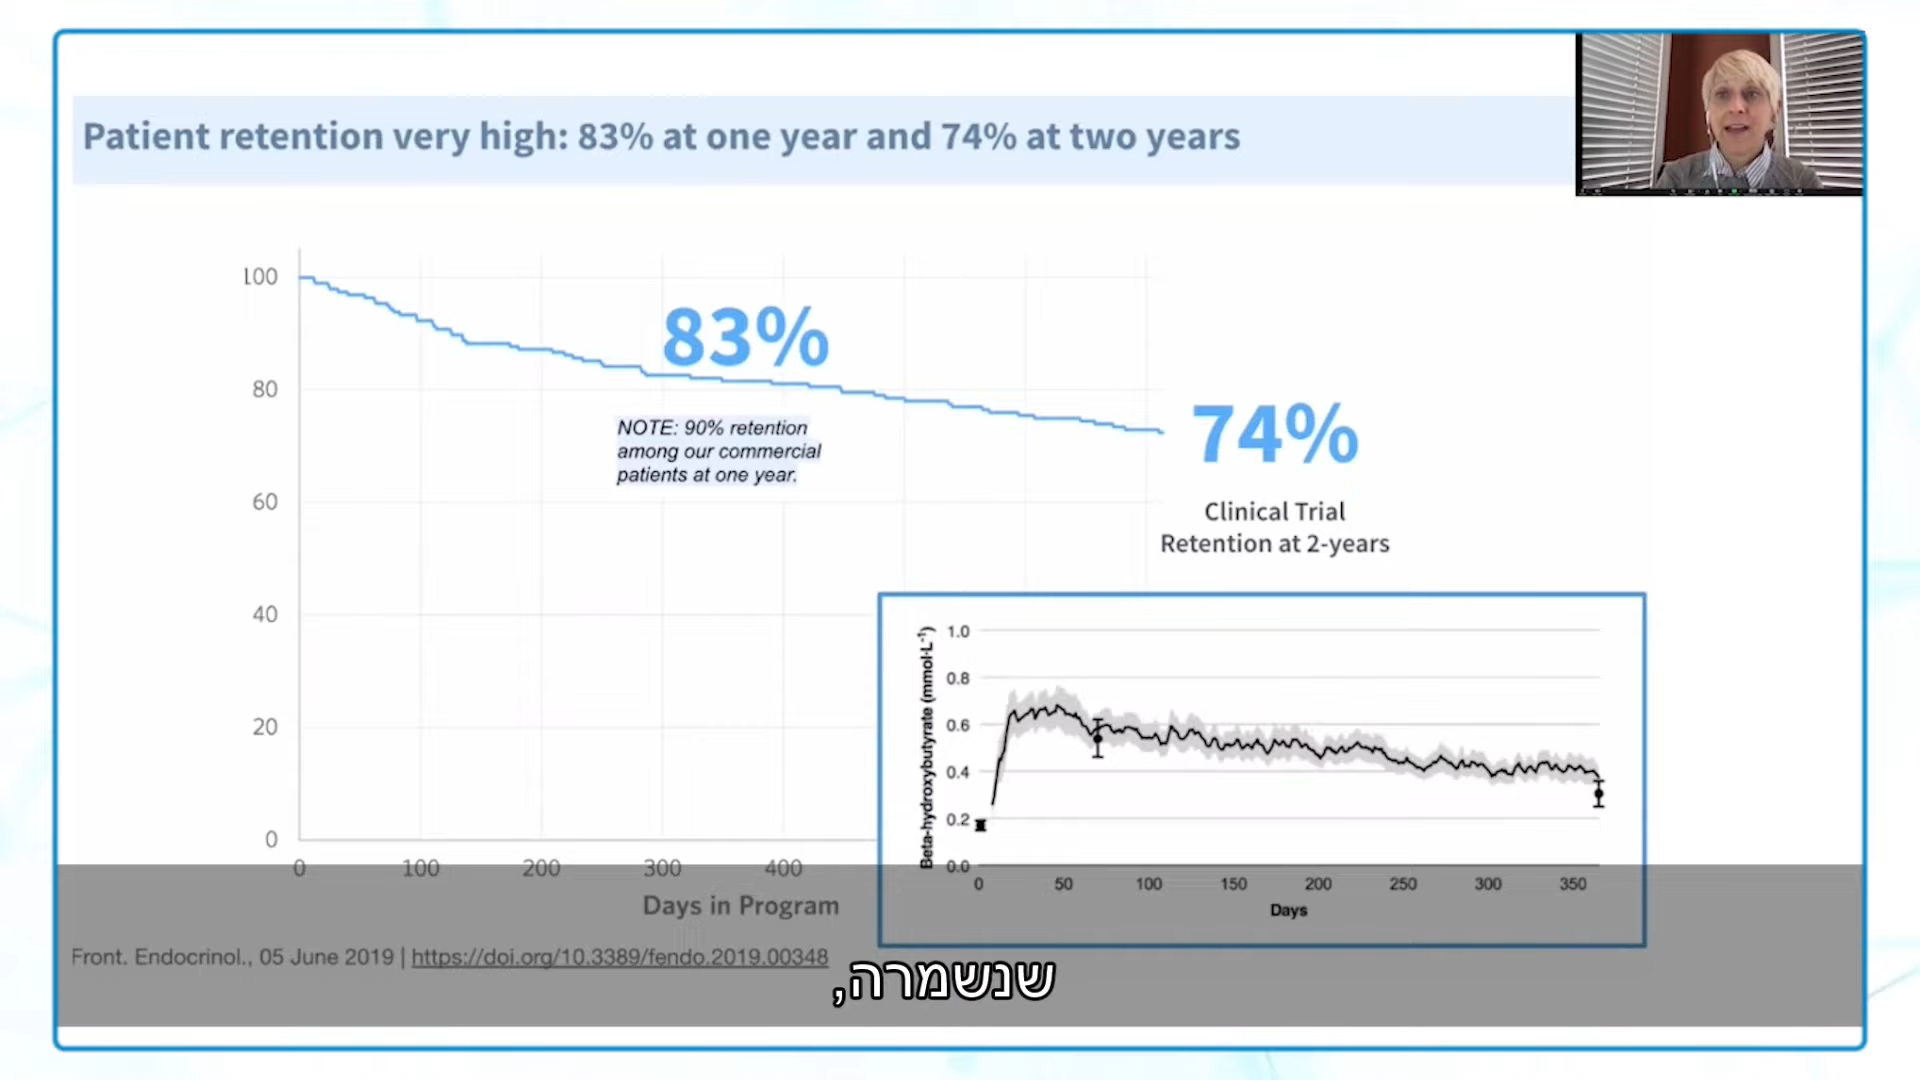 Patient retention very high: 83% at one year and 74% at two years
100
80
60
40
20
0
83%
NOTE: 90% retention
among our commercial
patients at one year.
74%
Clinical Trial
Retention at 2-years
0 100 200 300 400
Days in Program
Beta-hydroxybutyrate (mmol·L⁻¹)
1.0
0.8
0.6
0.4
0.2
0.0
0 50 100 150 200 250 300 350
Days
Front. Endocrinol., 05 June 2019 | https://doi.org/10.3389/fendo.2019.00348
שנשמרה,